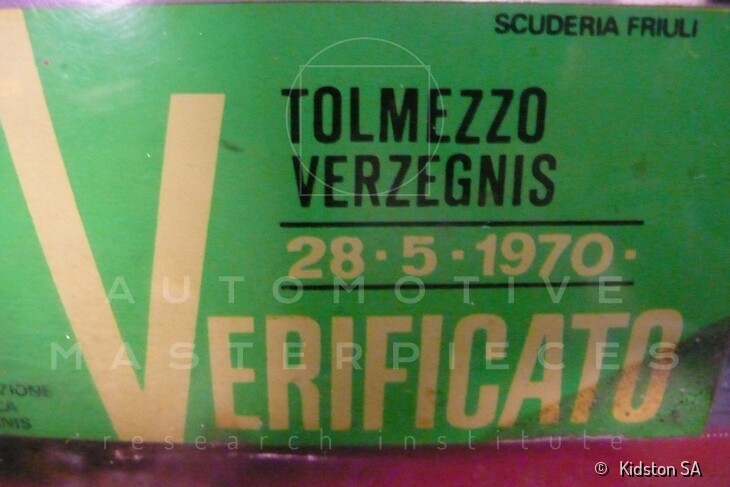 SCUDERIA FRIULI
TOLMEZZO
VERZEGNIS
28·5·1970·
VERIFICATO
AUTOMOTIVE
MASTERPIECES
research institute
© Kidston SA